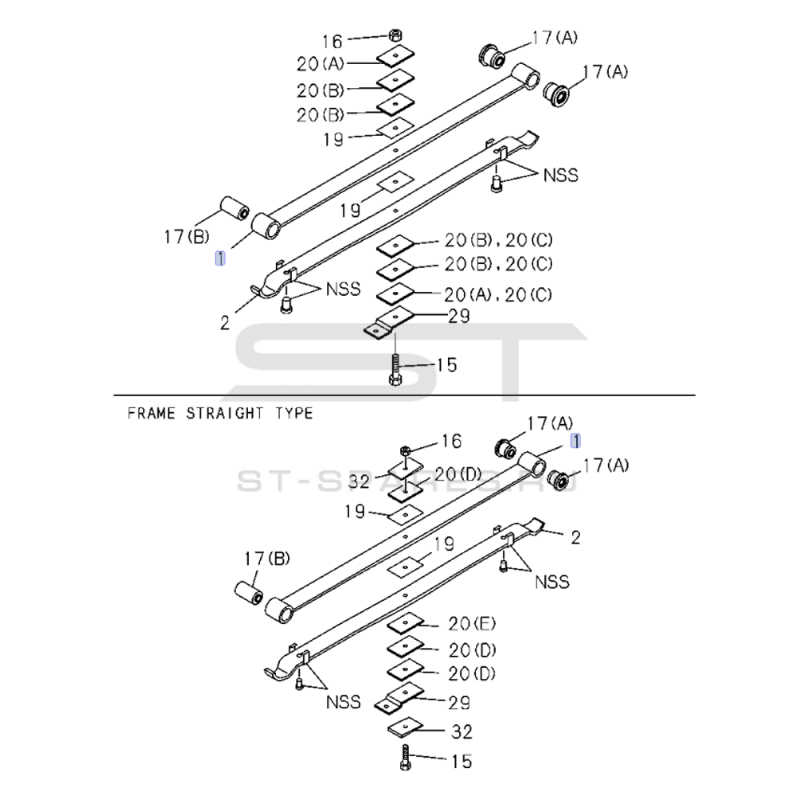 16
17(A)
20(A)
17(A)
20(B)
20(B)
19
NSS
19
17(B)
20(B), 20(C)
1
20(B), 20(C)
NSS
20(A), 20(C)
2
29
15
ST
FRAME STRAIGHT TYPE
17(A)
16
1
17(A)
32
20(D)
ST-SPARES.RU
19
2
19
17(B)
NSS
20(E)
20(D)
20(D)
NSS
29
32
15